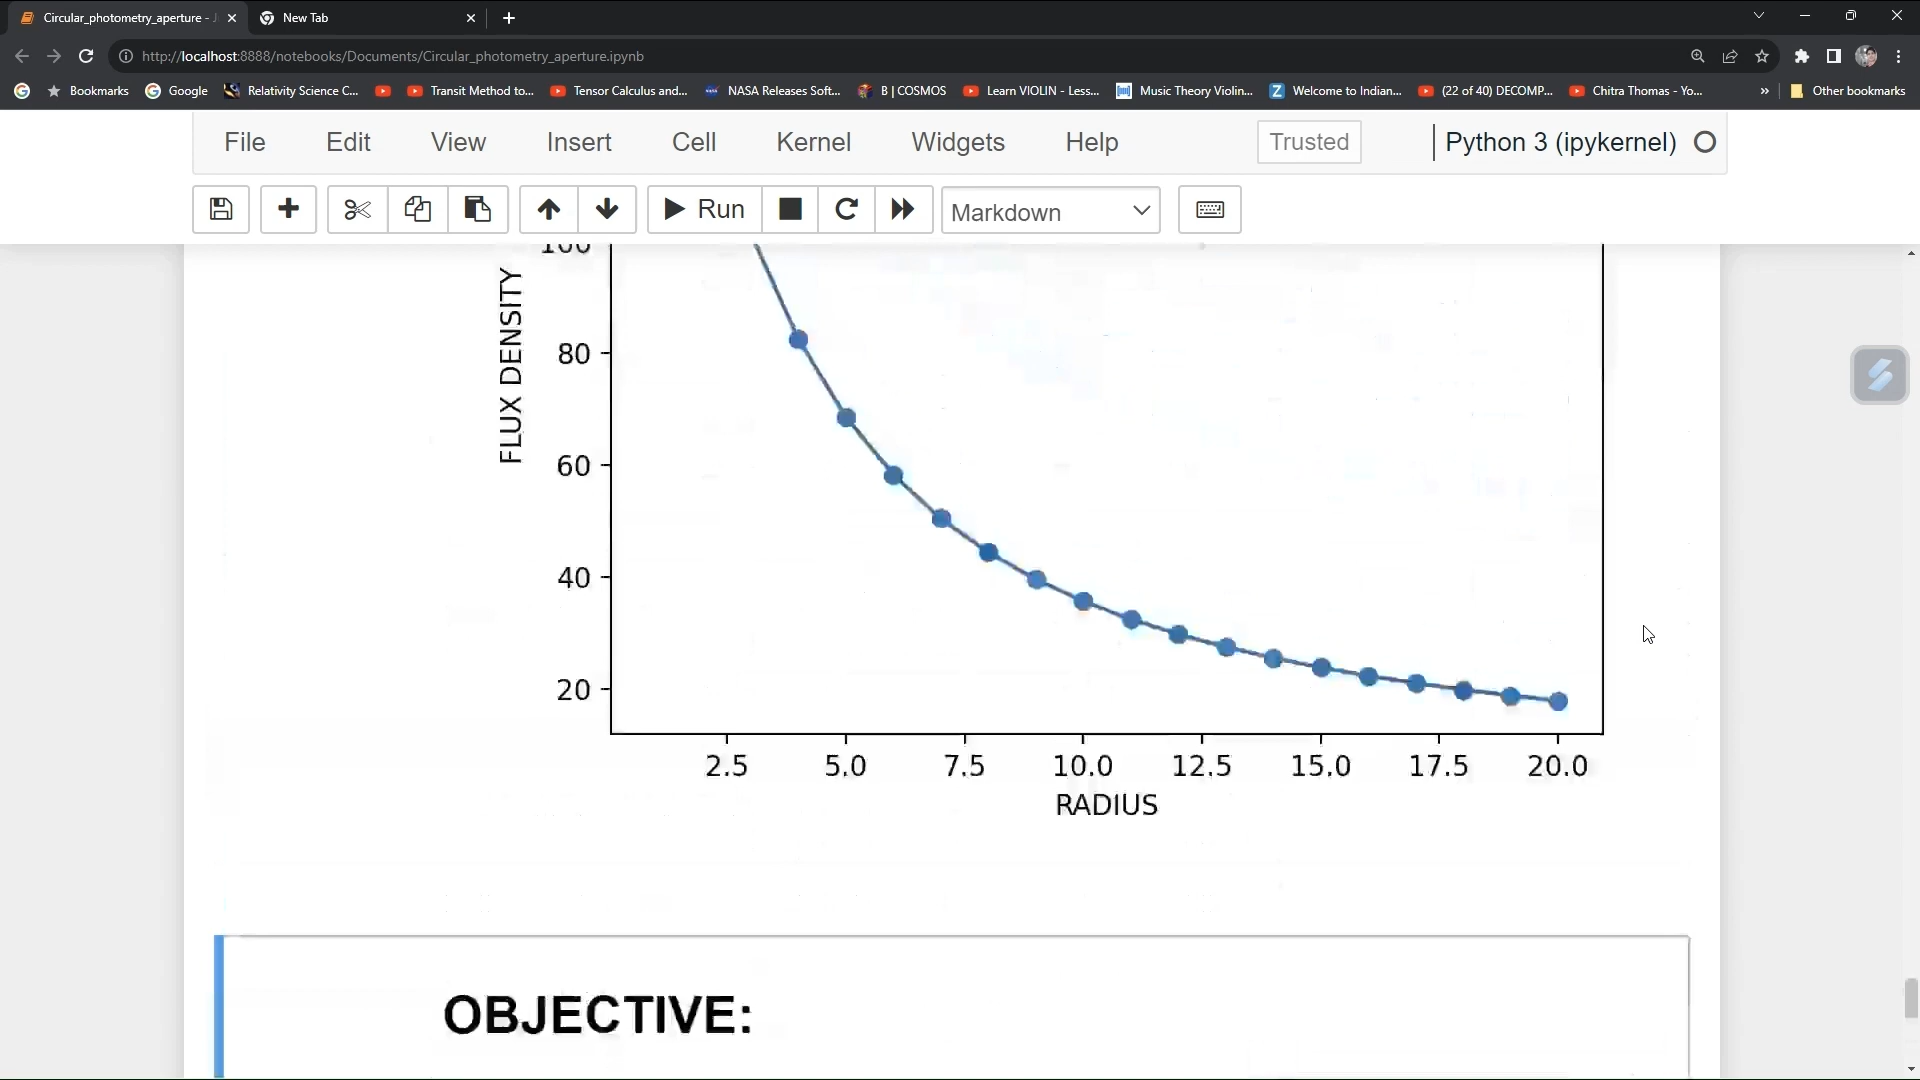 Circular_photometry_aperture - J
New Tab
http://localhost:8888/notebooks/Documents/Circular_photometry_aperture.ipynb
Bookmarks
Google
Relativity Science C...
Transit Method to...
Tensor Calculus and...
NASA Releases Soft...
B | COSMOS
Learn VIOLIN - Less...
Music Theory Violin...
Welcome to Indian...
(22 of 40) DECOMP...
Chitra Thomas - Yo...
»
Other bookmarks
File
Edit
View
Insert
Cell
Kernel
Widgets
Help
Trusted
Python 3 (ipykernel)
Run
Markdown
100
FLUX DENSITY
80
60
40
20
2.5 5.0 7.5 10.0 12.5 15.0 17.5 20.0
RADIUS
OBJECTIVE: